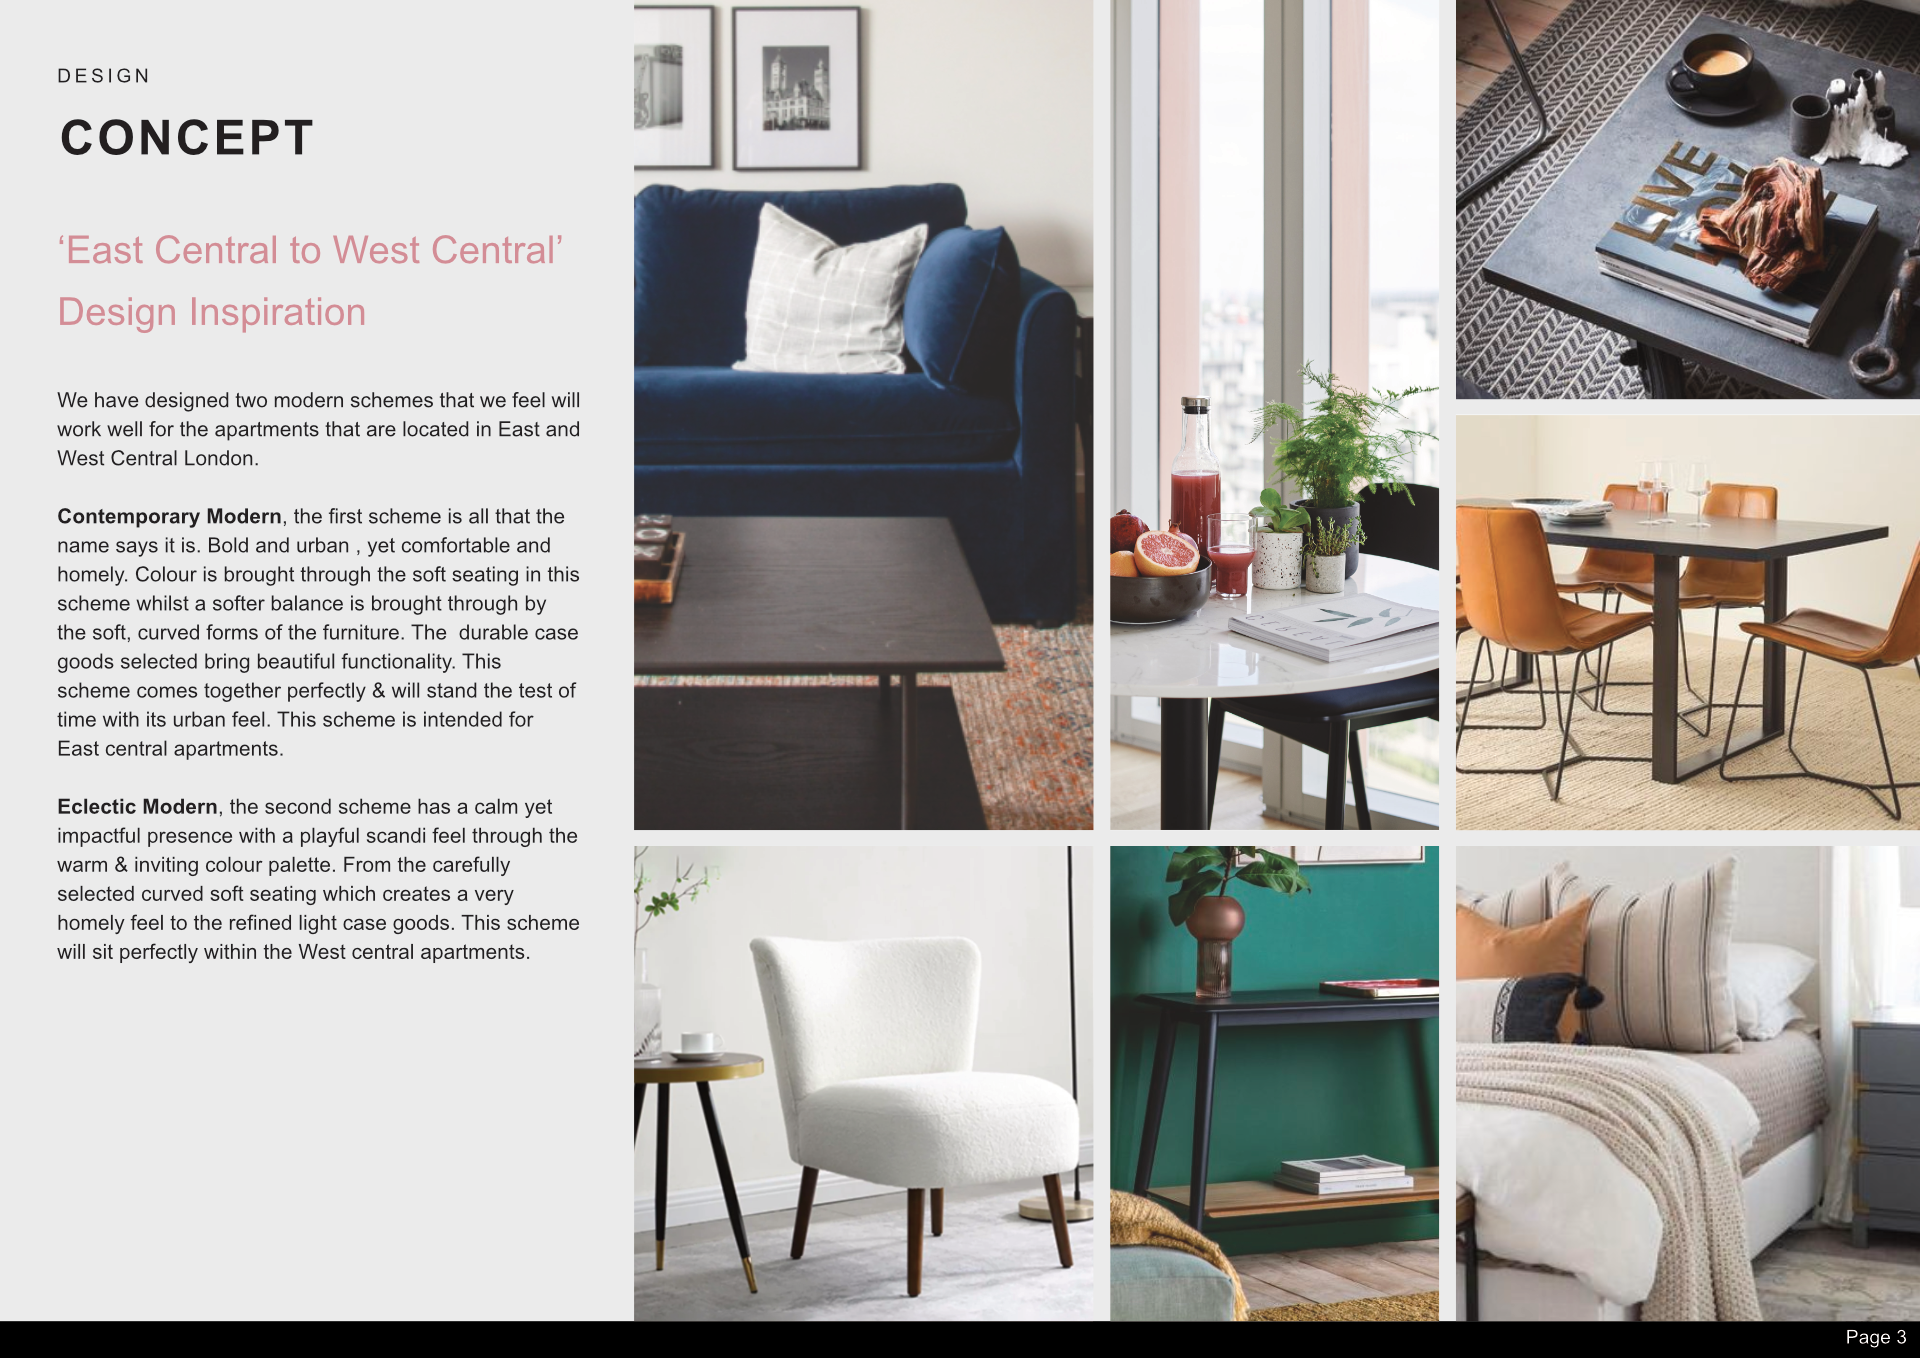 DESIGN
CONCEPT
‘East Central to West Central’
Design Inspiration
We have designed two modern schemes that we feel will
work well for the apartments that are located in East and
West Central London.
Contemporary Modern, the first scheme is all that the
name says it is. Bold and urban , yet comfortable and
homely. Colour is brought through the soft seating in this
scheme whilst a softer balance is brought through by
the soft, curved forms of the furniture. The  durable case
goods selected bring beautiful functionality. This
scheme comes together perfectly & will stand the test of
time with its urban feel. This scheme is intended for
East central apartments.
Eclectic Modern, the second scheme has a calm yet
impactful presence with a playful scandi feel through the
warm & inviting colour palette. From the carefully
selected curved soft seating which creates a very
homely feel to the refined light case goods. This scheme
will sit perfectly within the West central apartments.
LIVE
Page 3